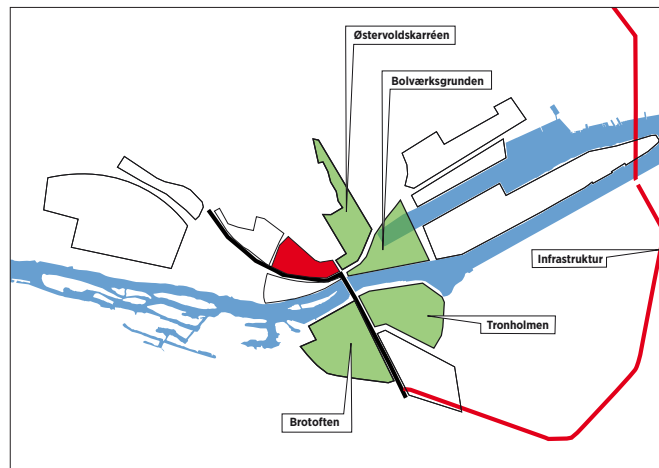 Østervoldskarréen
Bolværksgrunden
Infrastruktur
Tronholmen
Brotoften